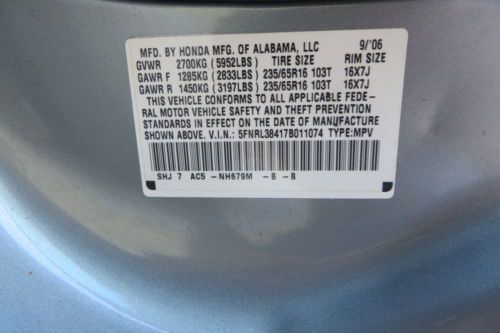 MFD. BY HONDA MFG. OF ALABAMA, LLC 9/'06
GVWR 2700KG (5952LBS) TIRE SIZE RIM SIZE
GAWR F 1285KG (2833LBS) 235/65R16 103T 16X7J
GAWR R 1450KG (3197LBS) 235/65R16 103T 16X7J
THIS VEHICLE CONFORMS TO ALL APPLICABLE FEDE-
RAL MOTOR VEHICLE SAFETY AND THEFT PREVENTION
STANDARDS IN EFFECT ON THE DATE OF MANUFACTURE
SHOWN ABOVE. V.I.N.: 5FNRL38417B011074 TYPE:MPV
SHJ 7 AC5 -NH679M -B -B